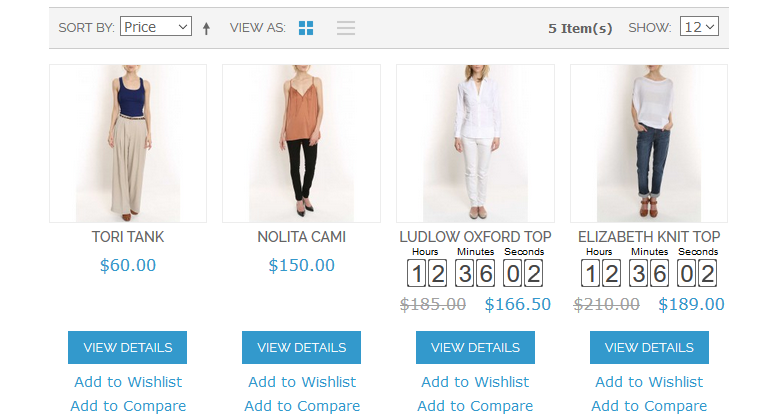 SORT BY: Price VIEW AS: 5 Item(s) SHOW: 12
TORI TANK
$60.00
VIEW DETAILS
Add to Wishlist
Add to Compare
NOLITA CAMI
$150.00
VIEW DETAILS
Add to Wishlist
Add to Compare
LUDLOW OXFORD TOP
Hours Minutes Seconds
12 36 02
$185.00 $166.50
VIEW DETAILS
Add to Wishlist
Add to Compare
ELIZABETH KNIT TOP
Hours Minutes Seconds
12 36 02
$210.00 $189.00
VIEW DETAILS
Add to Wishlist
Add to Compare